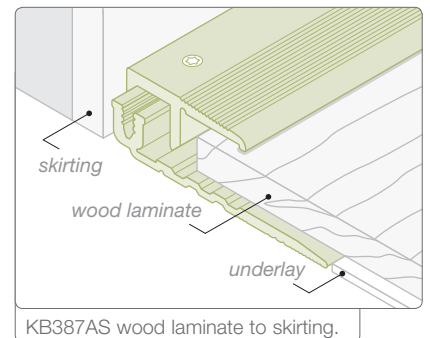 skirting
wood laminate
underlay
KB387AS wood laminate to skirting.